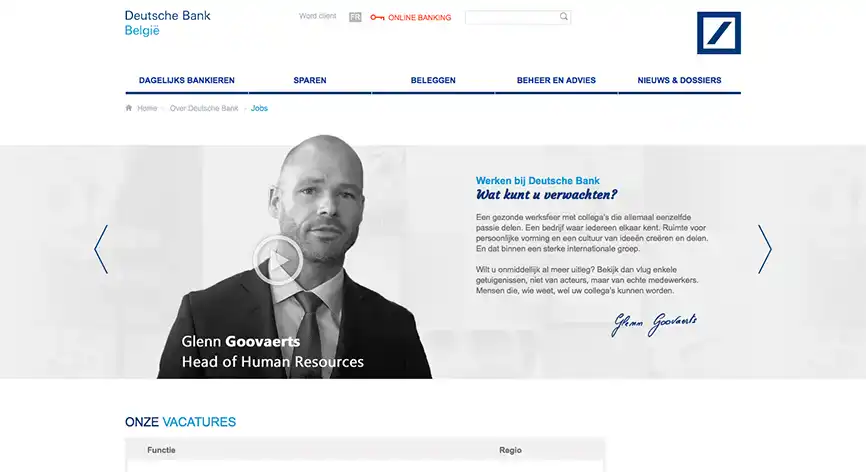 Deutsche Bank
België
Word client FR ONLINE BANKING
DAGELIJKS BANKIEREN SPAREN BELEGGEN BEHEER EN ADVIES NIEUWS & DOSSIERS
Home Over Deutsche Bank Jobs
Werken bij Deutsche Bank
Wat kunt u verwachten?
Een gezonde werksfeer met collega's die allemaal eenzelfde
passie delen. Een bedrijf waar iedereen elkaar kent. Ruimte voor
persoonlijke vorming en een cultuur van ideeën creëren en delen.
En dat binnen een sterke internationale groep.
Wilt u onmiddellijk al meer uitleg? Bekijk dan vlug enkele
getuigenissen, niet van acteurs, maar van echte medewerkers.
Mensen die, wie weet, wel uw collega's kunnen worden.
Glenn Goovaerts
Glenn Goovaerts
Head of Human Resources
ONZE VACATURES
Functie Regio